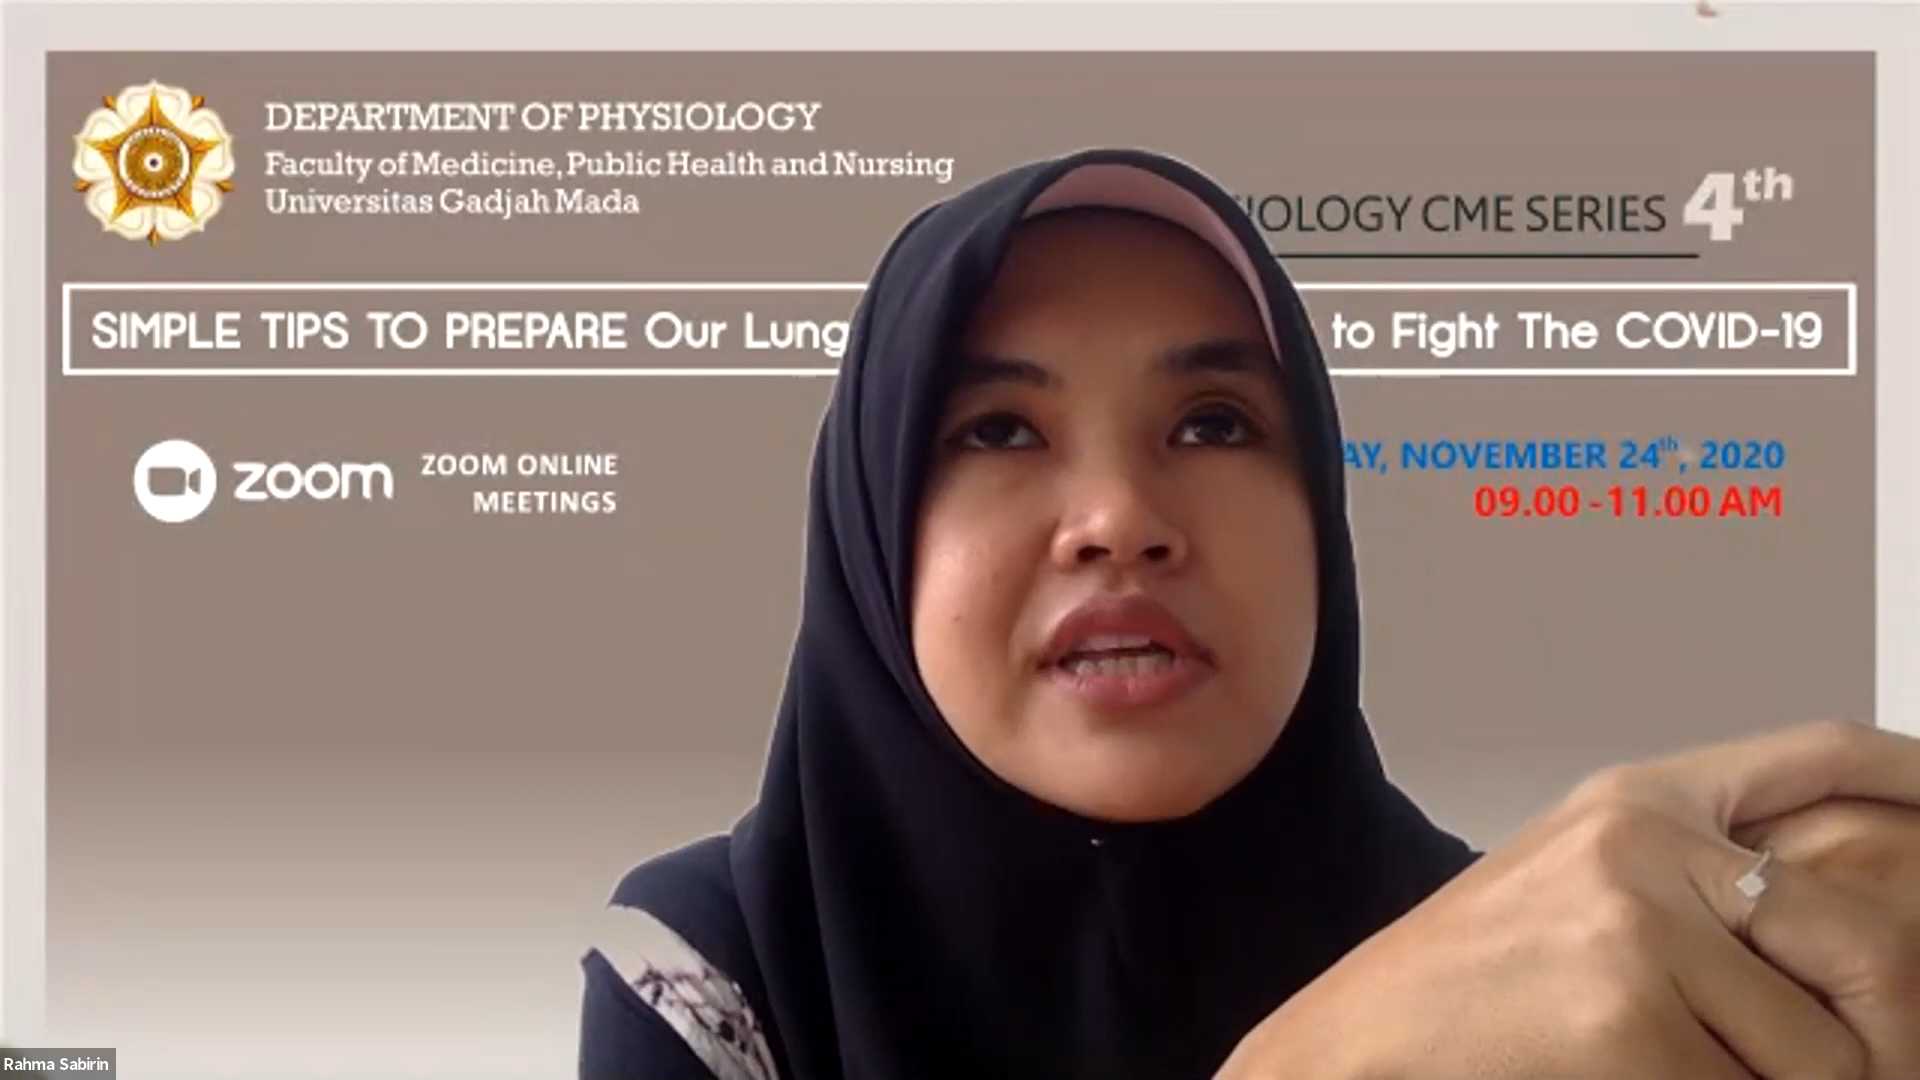 DEPARTMENT OF PHYSIOLOGY
Faculty of Medicine, Public Health and Nursing
Universitas Gadjah Mada
OLOGY CME SERIES 4th
SIMPLE TIPS TO PREPARE Our Lung to Fight The COVID-19
zoom
ZOOM ONLINE
MEETINGS
AY, NOVEMBER 24th, 2020
09.00 - 11.00 AM
Rahma Sabirin